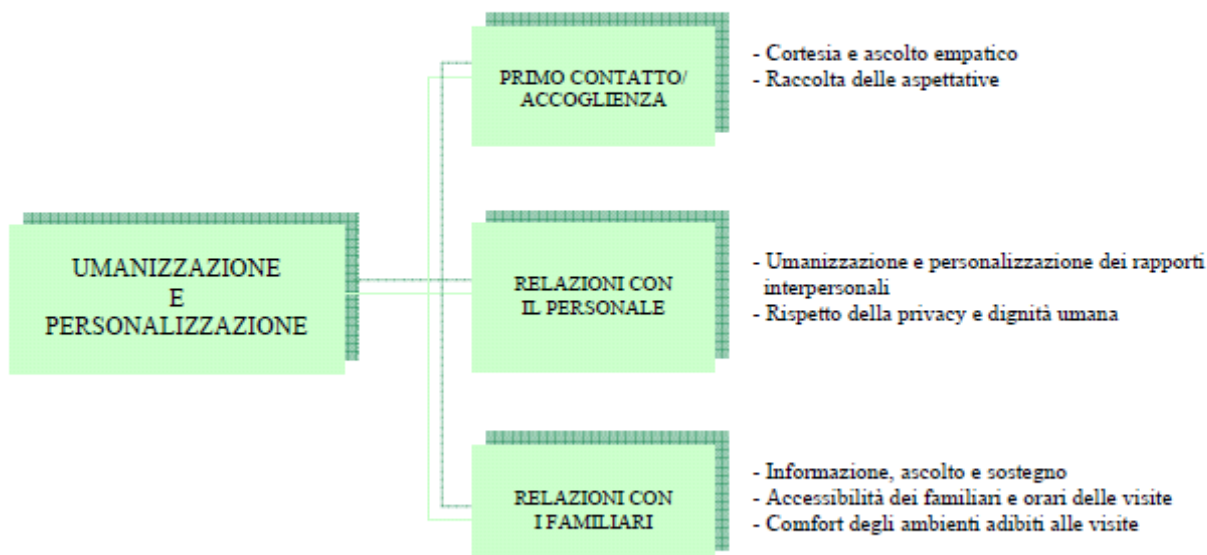 UMANIZZAZIONE
E
PERSONALIZZAZIONE
PRIMO CONTATTO/
ACCOGLIENZA
- Cortesia e ascolto empatico
- Raccolta delle aspettative
RELAZIONI CON
IL PERSONALE
- Umanizzazione e personalizzazione dei rapporti
interpersonali
- Rispetto della privacy e dignità umana
RELAZIONI CON
I FAMILIARI
- Informazione, ascolto e sostegno
- Accessibilità dei familiari e orari delle visite
- Comfort degli ambienti adibiti alle visite